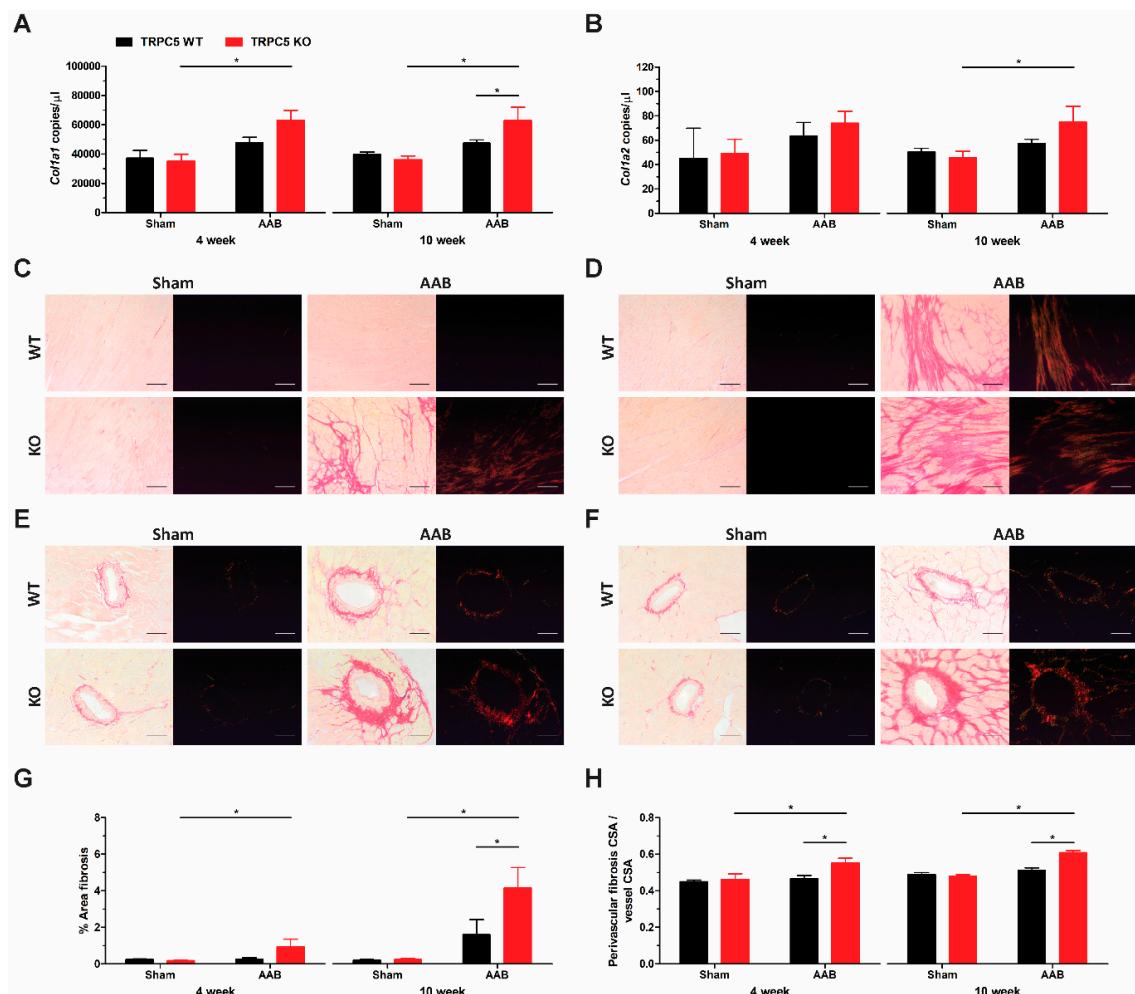 A
TRPC5 WT TRPC5 KO
Col1a1 copies/µl
100000
80000
60000
40000
20000
0
*
*
*
Sham AAB Sham AAB
4 week 10 week
B
Col1a2 copies/µl
120
100
80
60
40
20
0
*
Sham AAB Sham AAB
4 week 10 week
C
Sham AAB
WT
KO
D
Sham AAB
WT
KO
E
Sham AAB
WT
KO
F
Sham AAB
WT
KO
G
% Area fibrosis
8
6
4
2
0
*
*
*
Sham AAB Sham AAB
4 week 10 week
H
Perivascular fibrosis CSA /
vessel CSA
0.8
0.6
0.4
0.2
0.0
*
*
*
*
Sham AAB Sham AAB
4 week 10 week